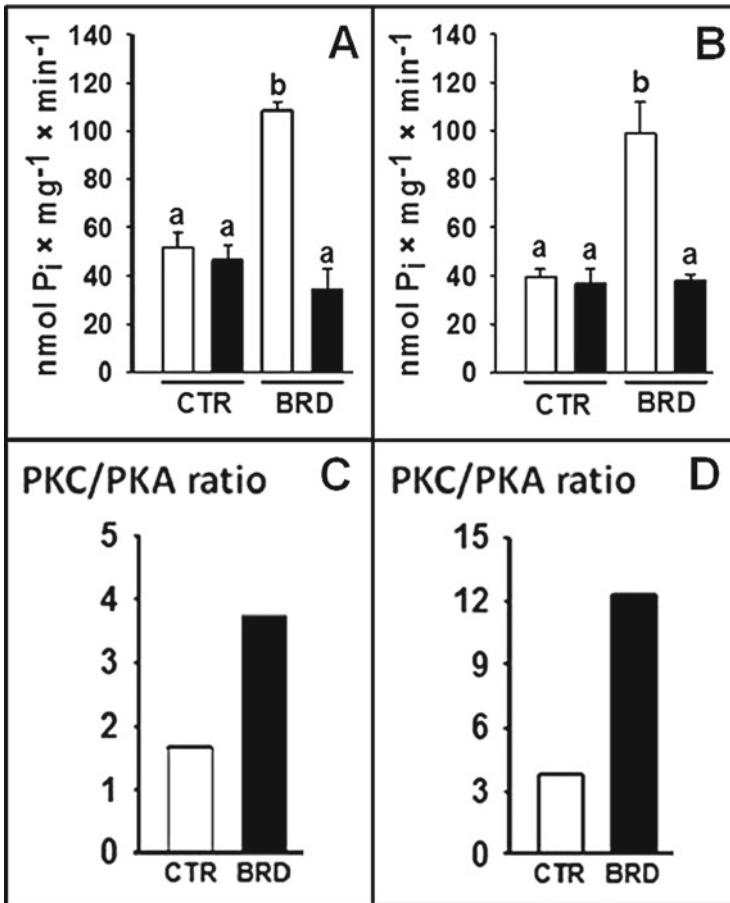 A
nmol Pi × mg-1 × min-1
140
120
100
80
60
40
20
0
a
a
b
a
CTR
BRD
B
nmol Pi × mg-1 × min-1
140
120
100
80
60
40
20
0
a
a
b
a
CTR
BRD
PKC/PKA ratio
C
5
4
3
2
1
0
CTR
BRD
PKC/PKA ratio
D
15
12
9
6
3
0
CTR
BRD